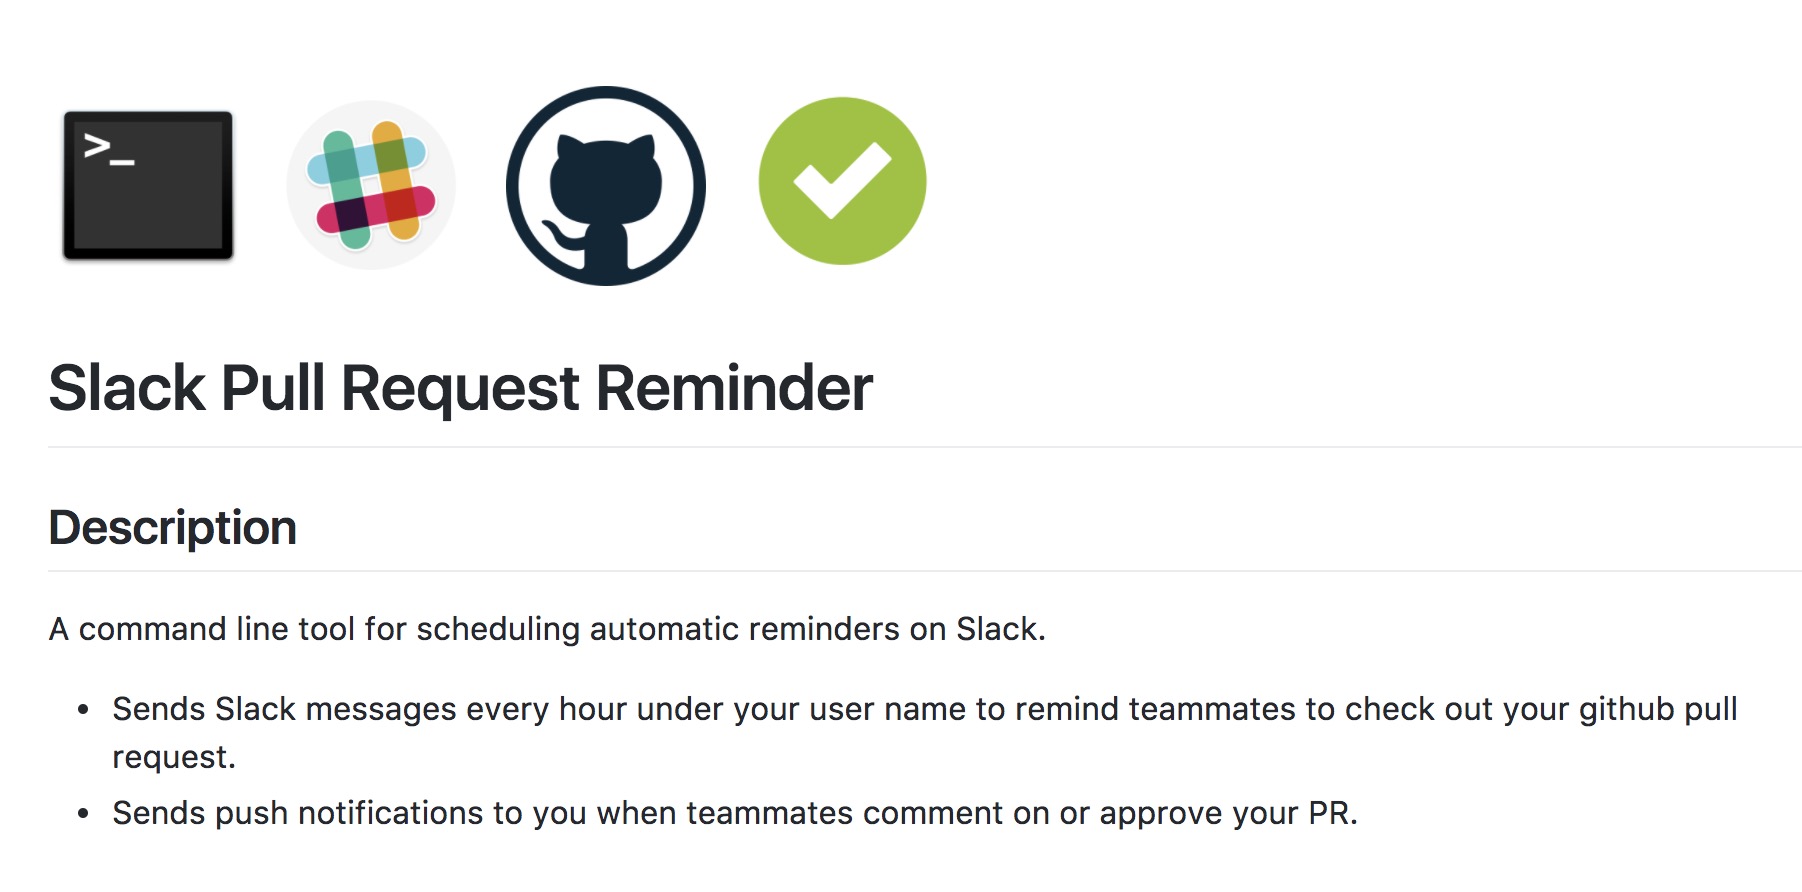 >_
Slack Pull Request Reminder
Description
A command line tool for scheduling automatic reminders on Slack.
• Sends Slack messages every hour under your user name to remind teammates to check out your github pull
request.
• Sends push notifications to you when teammates comment on or approve your PR.